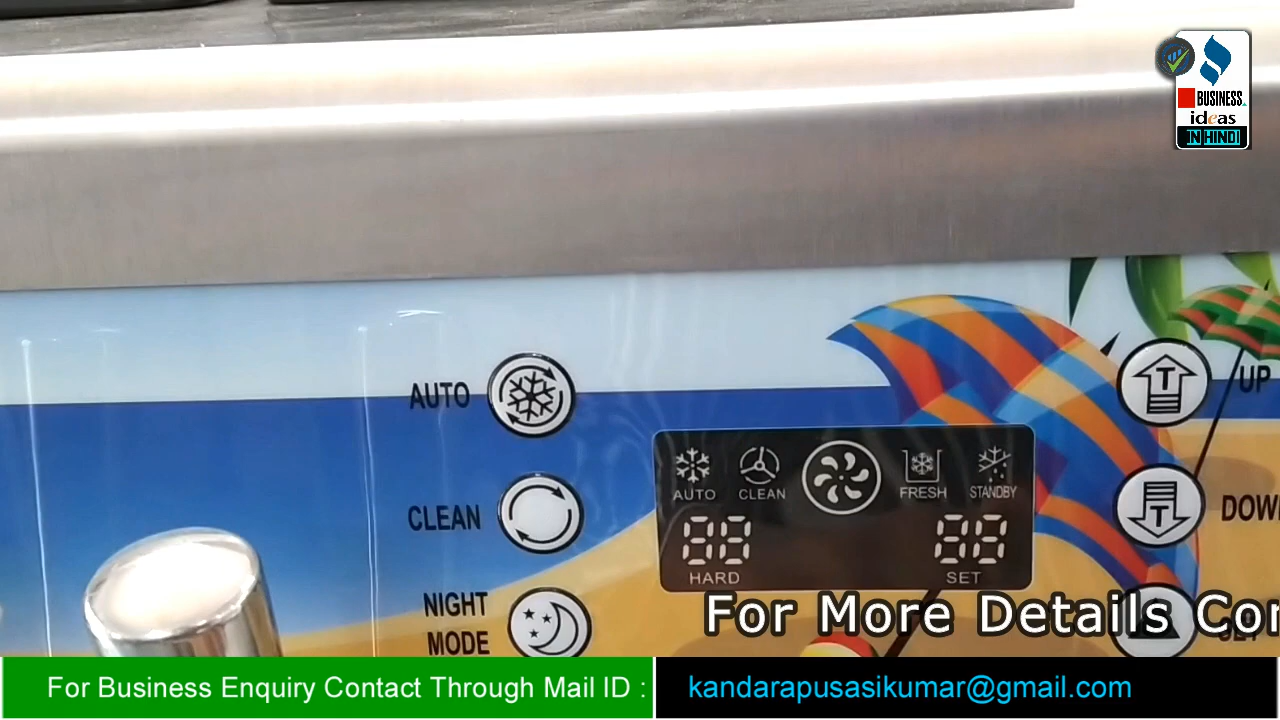 BUSINESS
ideas
IN HINDI
AUTO
UP
AUTO
CLEAN
FRESH
STANDBY
CLEAN
88
88
HARD
SET
T
T
NIGHT
MODE
For More Details
For Business Enquiry Contact Through Mail ID :
kandarapusasikumar@gmail.com